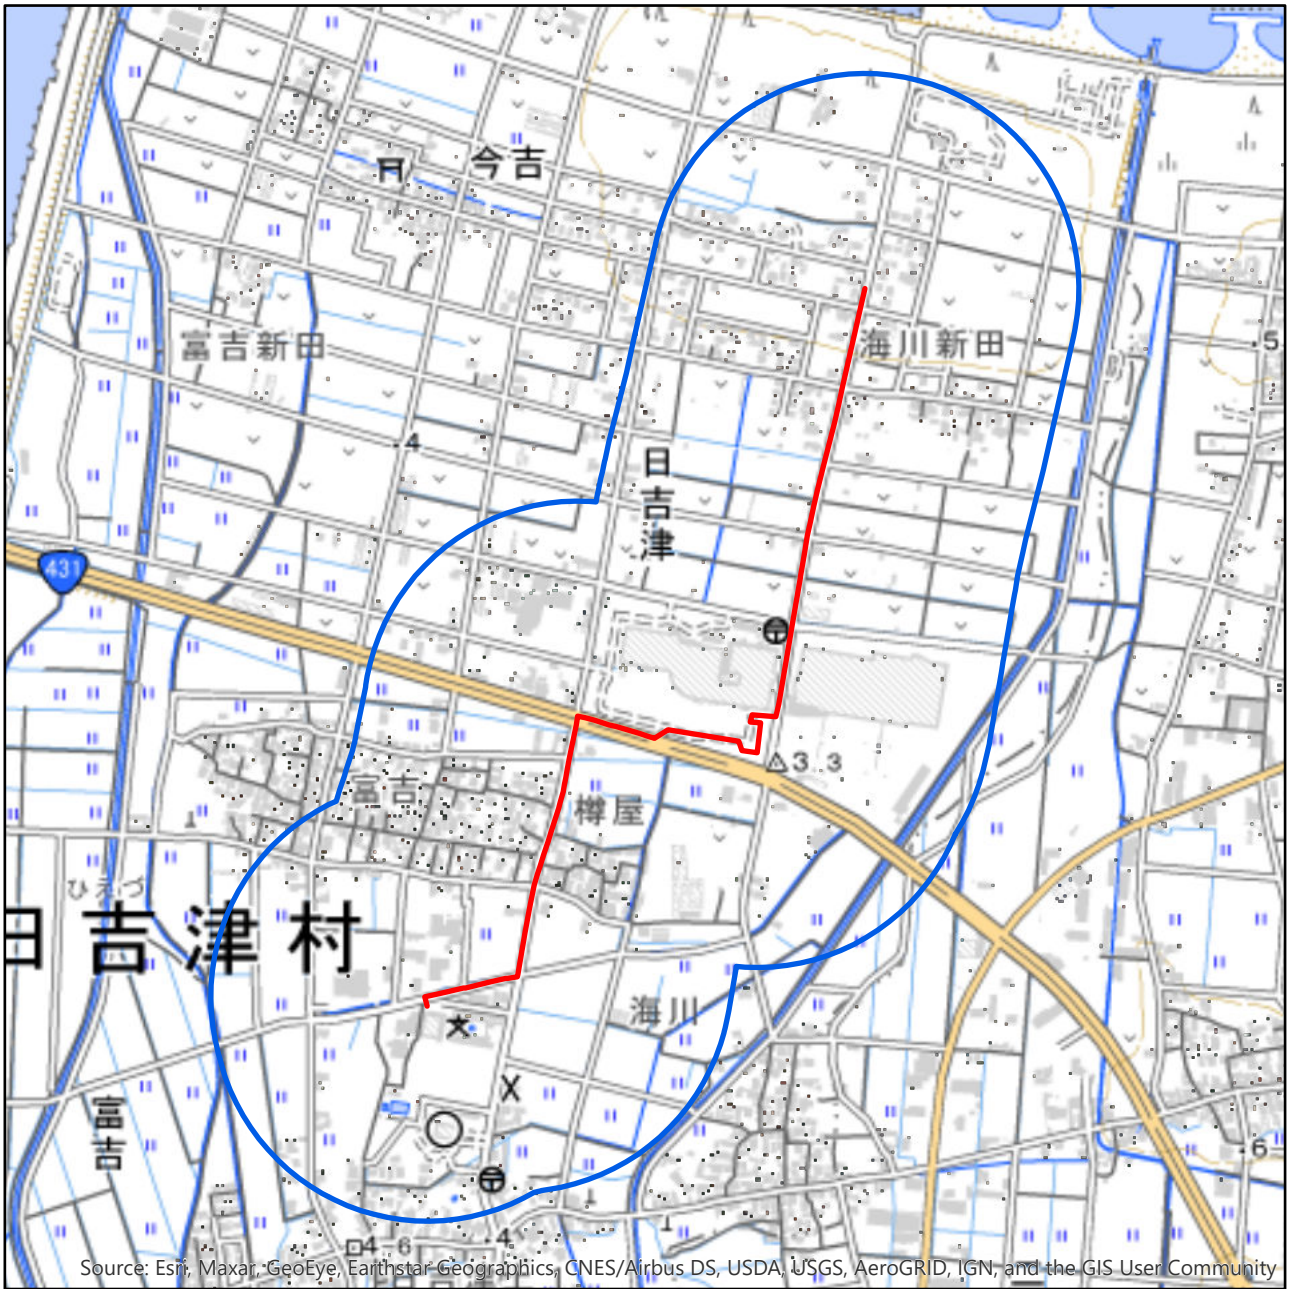 今吉
富吉新田
海川新田
.5
.4
日吉津
431
3 3
富吉
樽屋
ひえづ
日吉津村
海川
富吉
.6
4 6
.4
Source: Esri, Maxar, GeoEye, Earthstar Geographics, CNES/Airbus DS, USDA, USGS, AeroGRID, IGN, and the GIS User Community